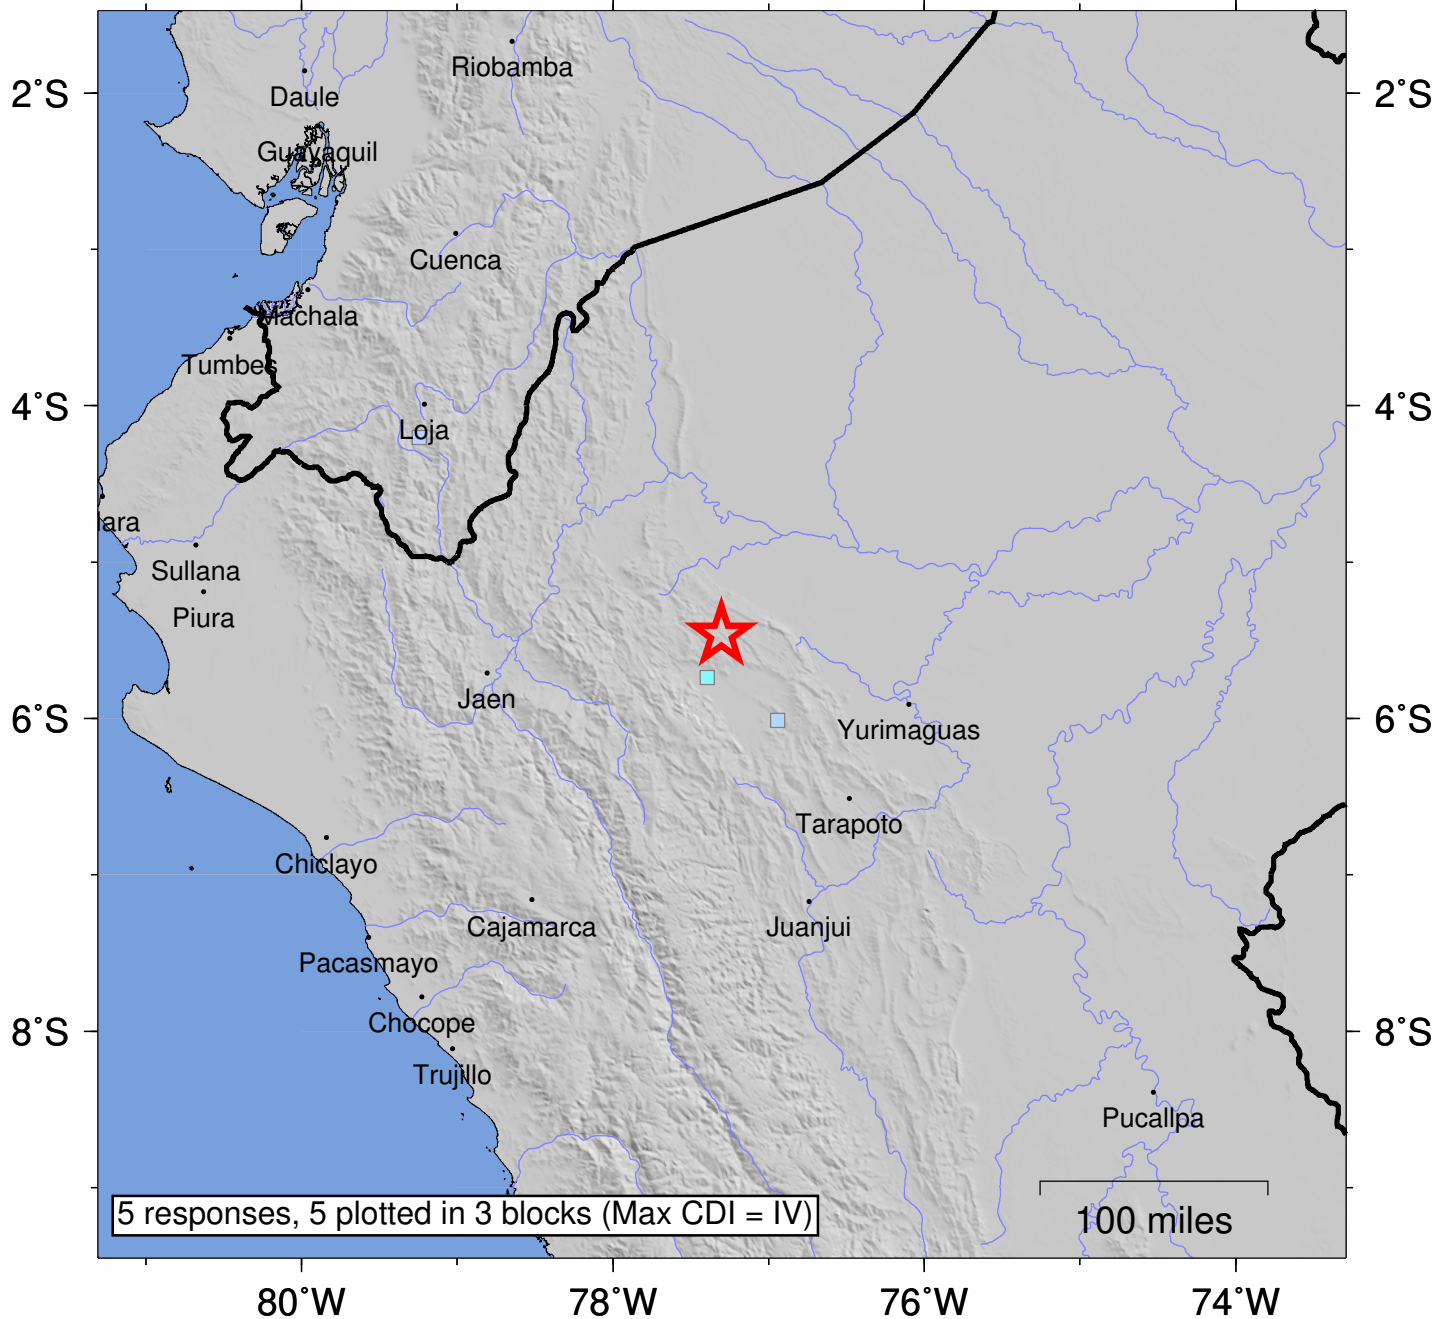 Riobamba
2°S
2°S
Daule
Guayaquil
Cuenca
Machala
Tumbes
4°S
4°S
Loja
lara
Sullana
Piura
Jaen
6°S
6°S
Yurimaguas
Tarapoto
Chiclayo
Cajamarca
Juanjui
Pacasmayo
Chocope
8°S
8°S
Trujillo
Pucallpa
5 responses, 5 plotted in 3 blocks (Max CDI = IV)
100 miles
80°W
78°W
76°W
74°W